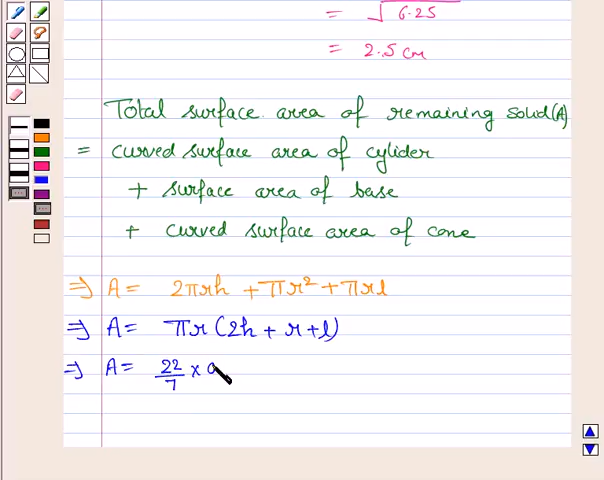 = √6.25
= 2.5 cm
Total surface area of remaining solid(A)
= curved surface area of cylider
+ surface area of base
+ curved surface area of cone
⇒ A = 2πrh + πr² + πrl
⇒ A = πr(2h + r + l)
⇒ A = 22/7 ×